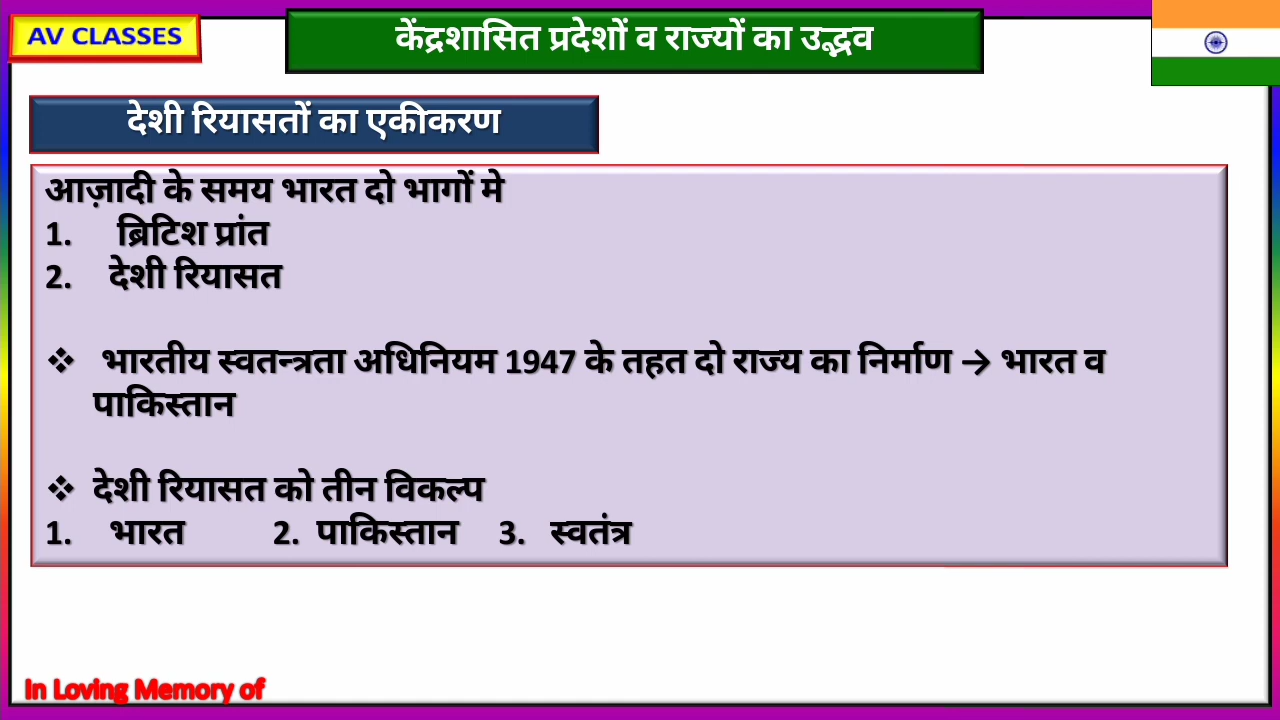 AV CLASSES
केंद्रशासित प्रदेशों व राज्यों का उद्भव
देशी रियासतों का एकीकरण
आज़ादी के समय भारत दो भागों मे
1. ब्रिटिश प्रांत
2. देशी रियासत
❖ भारतीय स्वतन्त्रता अधिनियम 1947 के तहत दो राज्य का निर्माण → भारत व
पाकिस्तान
❖ देशी रियासत को तीन विकल्प
1. भारत 2. पाकिस्तान 3. स्वतंत्र
In Loving Memory of